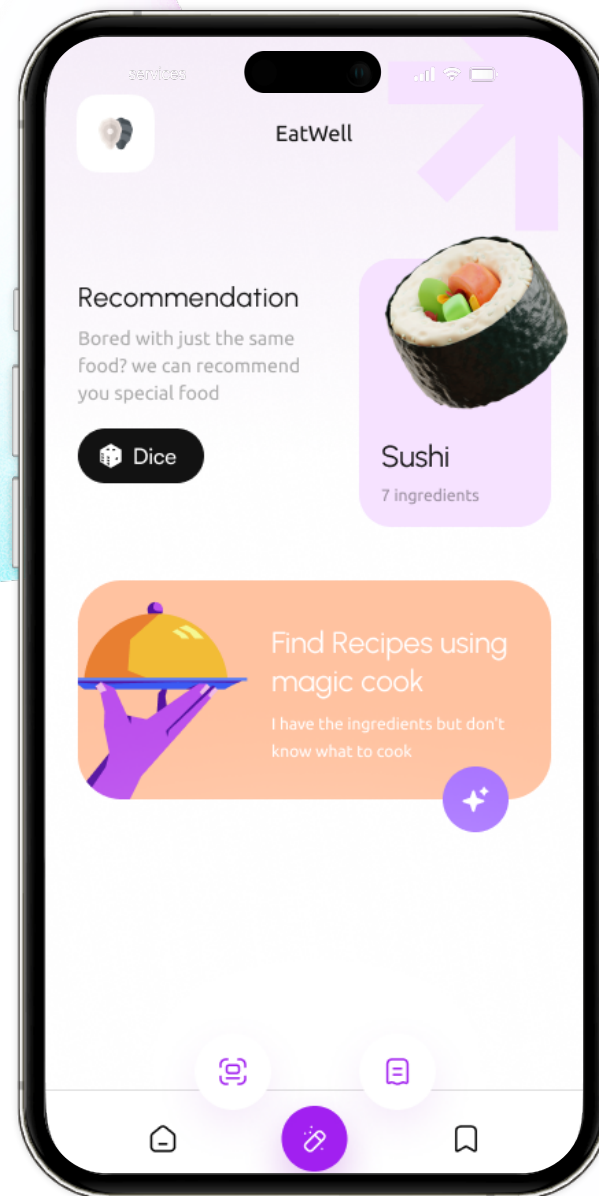 services
EatWell
Recommendation
Bored with just the same
food? we can recommend
you special food
Dice
Sushi
7 ingredients
Find Recipes using
magic cook
I have the ingredients but don't
know what to cook